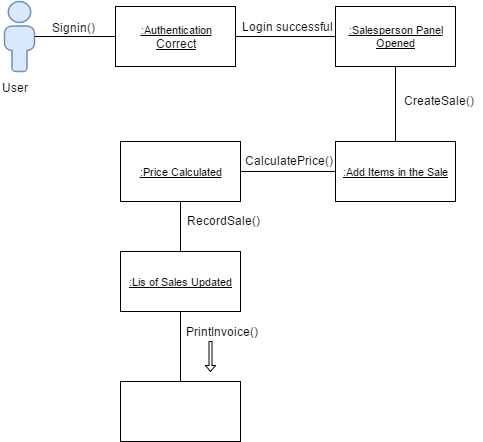 Signin()
:Authentication
Correct
Login successful
:Salesperson Panel
Opened
User
CreateSale()
:Price Calculated
CalculatePrice()
:Add Items in the Sale
RecordSale()
:Lis of Sales Updated
PrintInvoice()